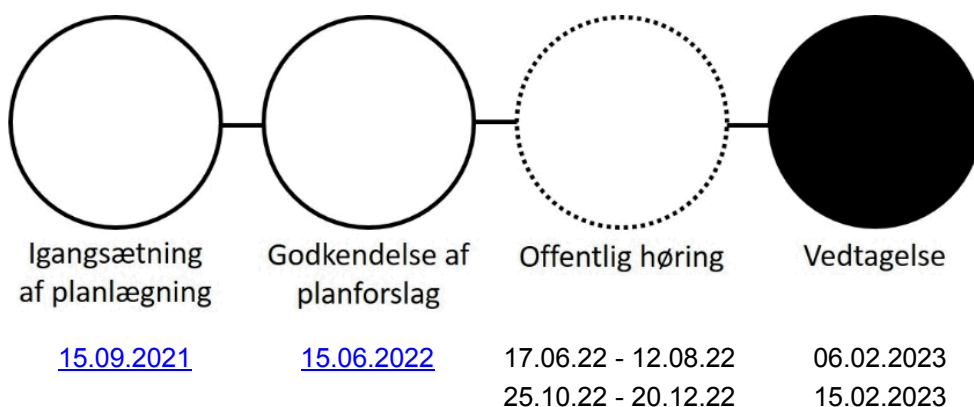 Igangsætning
af planlægning
Godkendelse af
planforslag
Offentlig høring
Vedtagelse
15.09.2021
15.06.2022
17.06.22 - 12.08.22
06.02.2023
25.10.22 - 20.12.22
15.02.2023